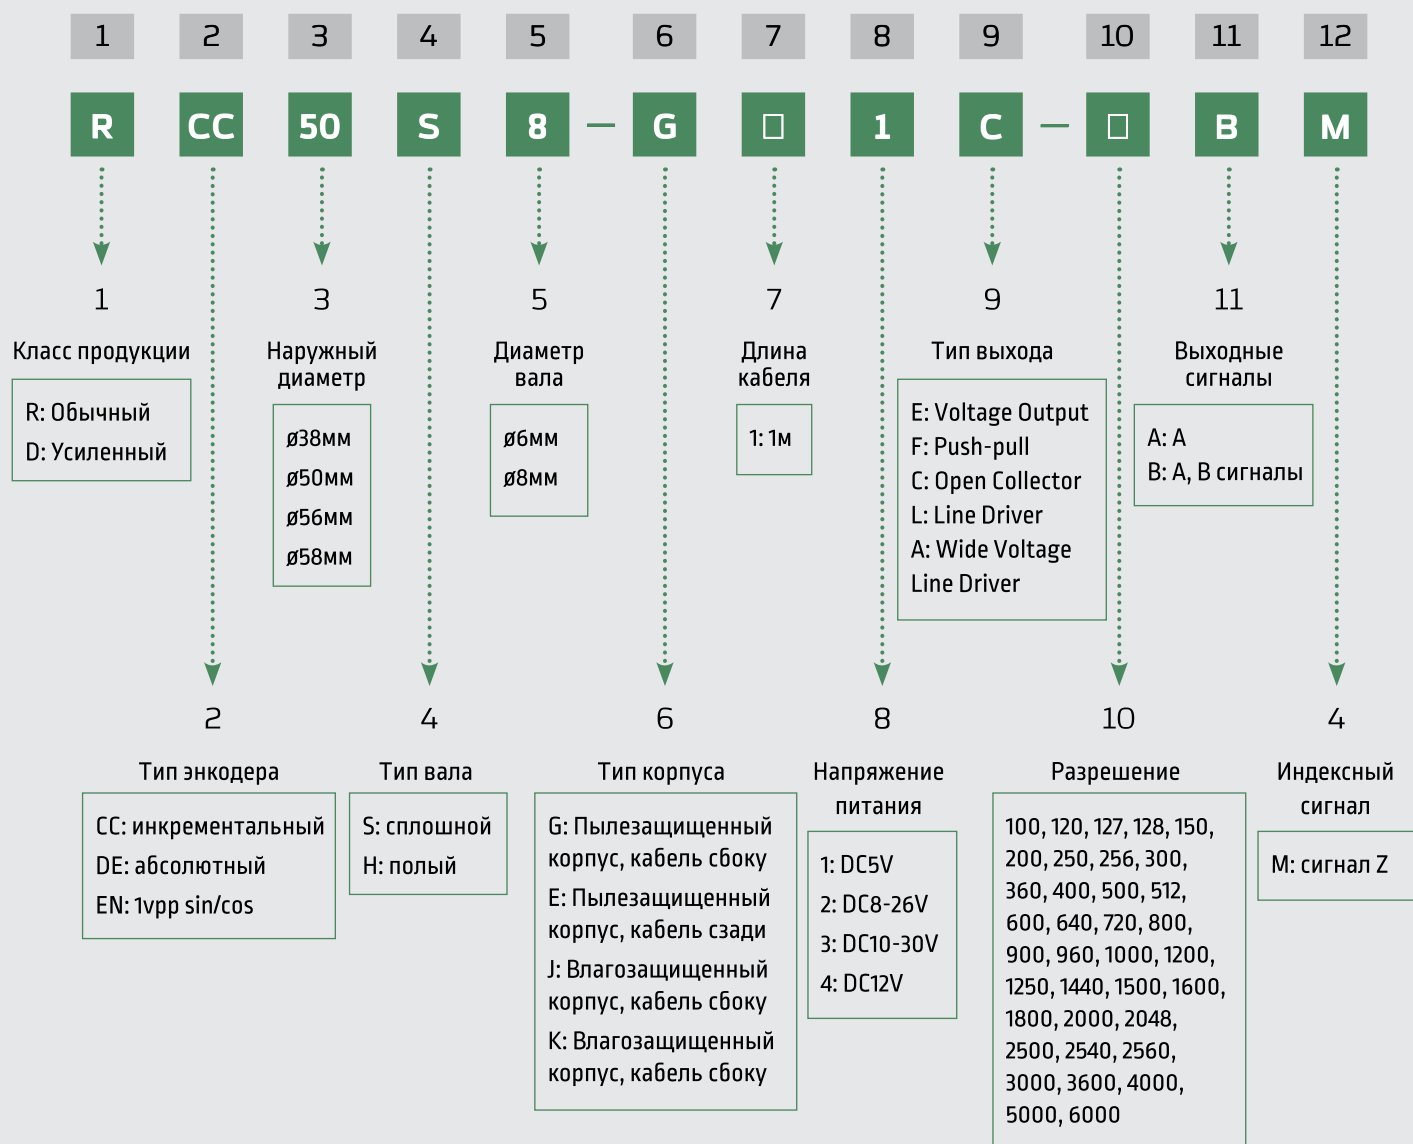 1 2 3 4 5 6 7 8 9 10 11 12
R CC 50 S 8 – G □ 1 C – □ B M
1
Класс продукции
R: Обычный
D: Усиленный
3
Наружный
диаметр
ø38мм
ø50мм
ø56мм
ø58мм
5
Диаметр
вала
ø6мм
ø8мм
7
Длина
кабеля
1: 1м
9
Тип выхода
E: Voltage Output
F: Push-pull
C: Open Collector
L: Line Driver
A: Wide Voltage
Line Driver
11
Выходные
сигналы
A: A
B: A, B сигналы
2
Тип энкодера
CC: инкрементальный
DE: абсолютный
EN: 1vpp sin/cos
4
Тип вала
S: сплошной
H: полый
6
Тип корпуса
G: Пылезащищенный
корпус, кабель сбоку
E: Пылезащищенный
корпус, кабель сзади
J: Влагозащищенный
корпус, кабель сбоку
K: Влагозащищенный
корпус, кабель сбоку
8
Напряжение
питания
1: DC5V
2: DC8-26V
3: DC10-30V
4: DC12V
10
Разрешение
100, 120, 127, 128, 150,
200, 250, 256, 300,
360, 400, 500, 512,
600, 640, 720, 800,
900, 960, 1000, 1200,
1250, 1440, 1500, 1600,
1800, 2000, 2048,
2500, 2540, 2560,
3000, 3600, 4000,
5000, 6000
4
Индексный
сигнал
M: сигнал Z